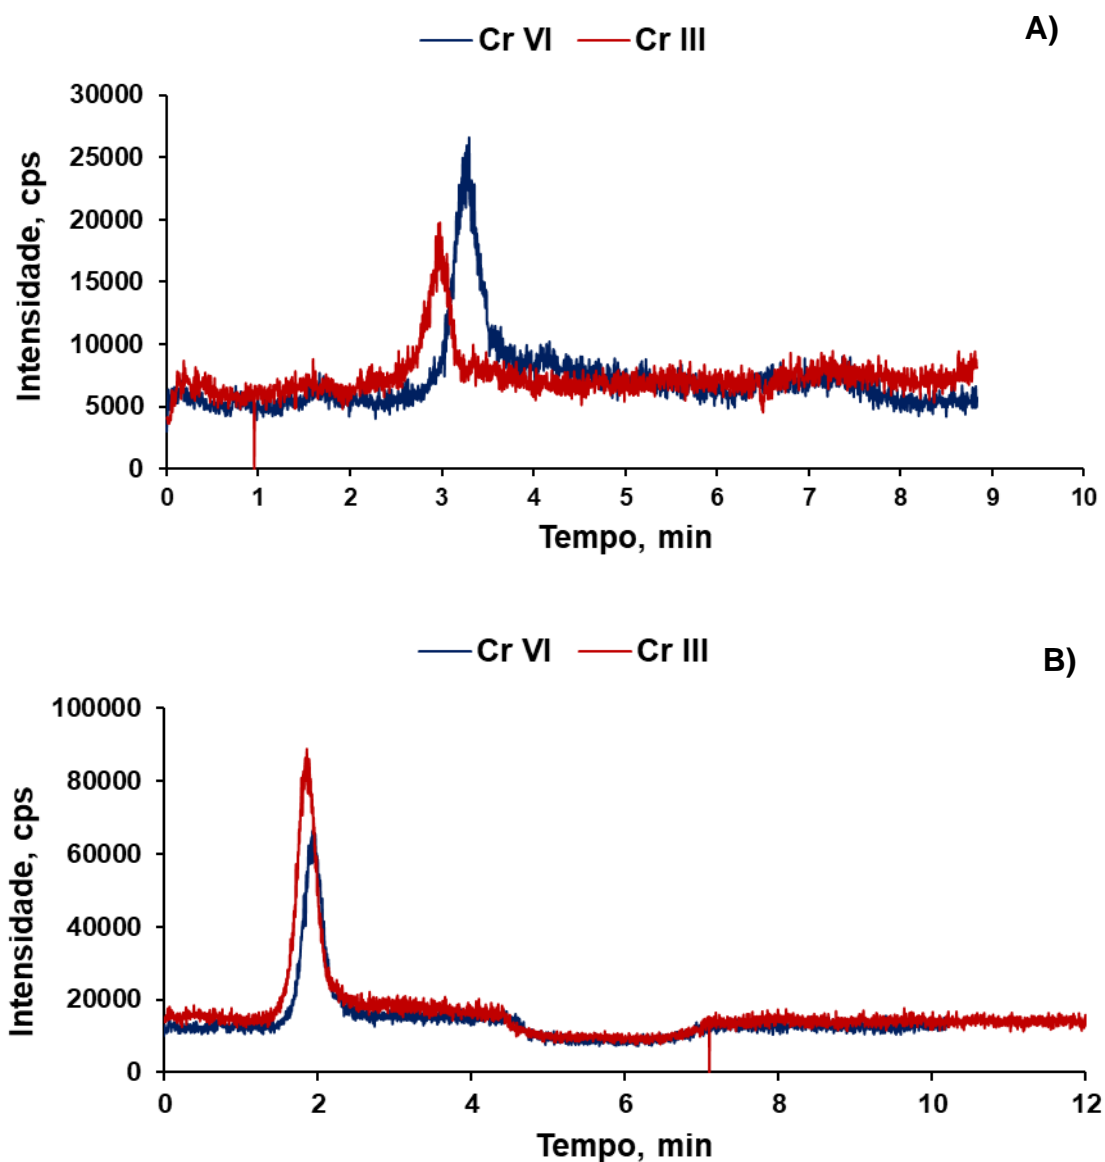 Cr VI Cr III
A)
30000
25000
20000
15000
10000
5000
0
Intensidade, cps
0 1 2 3 4 5 6 7 8 9 10
Tempo, min
Cr VI Cr III
B)
100000
80000
60000
40000
20000
0
Intensidade, cps
0 2 4 6 8 10 12
Tempo, min